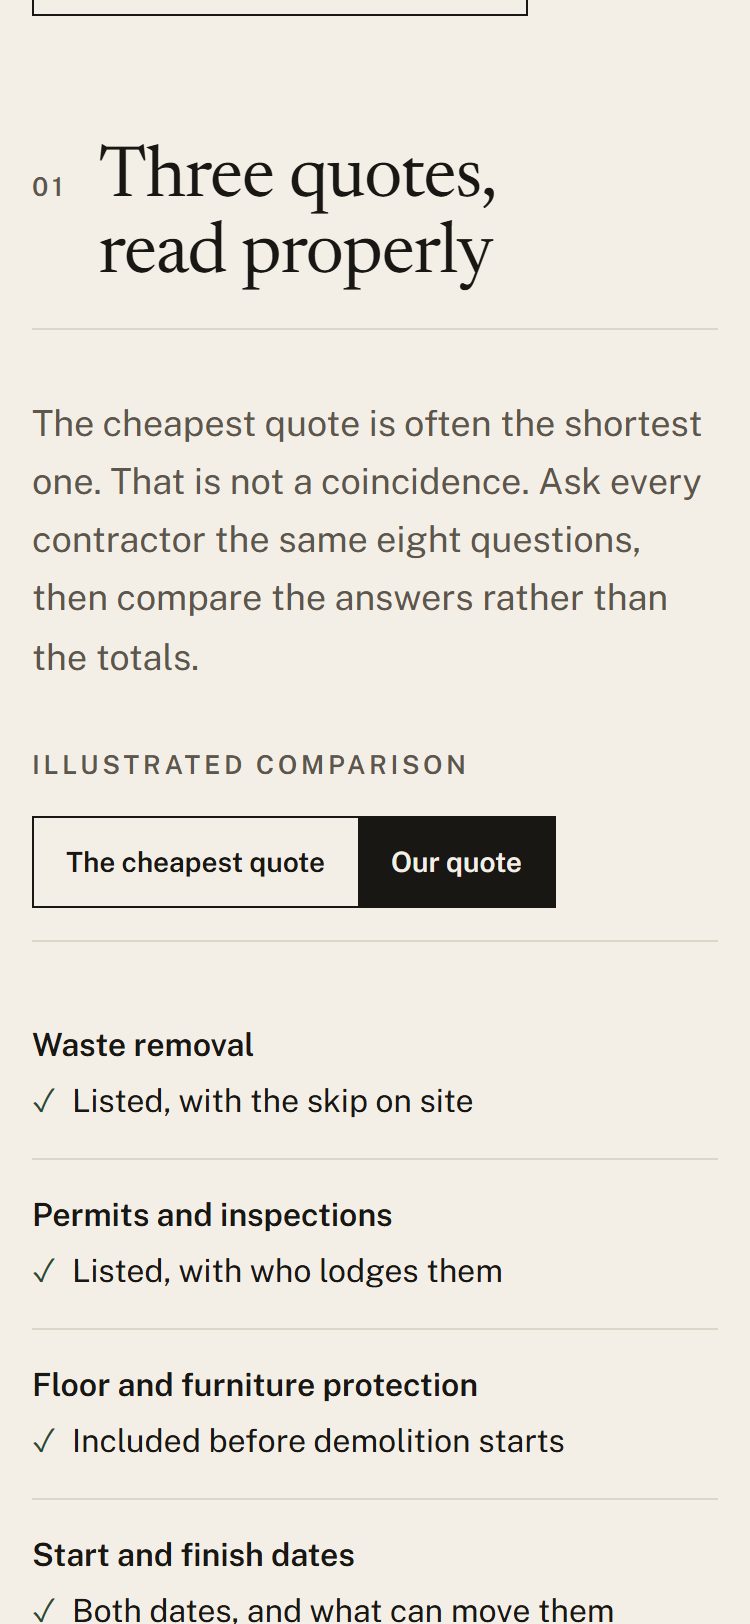 01
Three quotes,
read properly
The cheapest quote is often the shortest
one. That is not a coincidence. Ask every
contractor the same eight questions,
then compare the answers rather than
the totals.
ILLUSTRATED COMPARISON
The cheapest quote
Our quote
Waste removal
✓ Listed, with the skip on site
Permits and inspections
✓ Listed, with who lodges them
Floor and furniture protection
✓ Included before demolition starts
Start and finish dates
✓ Both dates, and what can move them